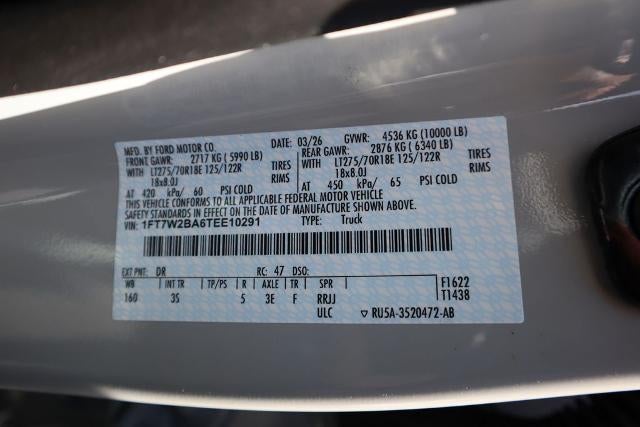 MFD. BY FORD MOTOR CO. DATE: 03/26 GVWR: 4536 KG (10000 LB)
FRONT GAWR: 2717 KG (5990 LB) REAR GAWR: 2876 KG (6340 LB)
WITH LT275/70R18E 125/122R TIRES WITH LT275/70R18E 125/122R TIRES
18x8.0J RIMS 18x8.0J RIMS
AT 420 kPa/ 60 PSI COLD AT 450 kPa/ 65 PSI COLD
THIS VEHICLE CONFORMS TO ALL APPLICABLE FEDERAL MOTOR VEHICLE
SAFETY STANDARDS IN EFFECT ON THE DATE OF MANUFACTURE SHOWN ABOVE.
VIN: 1FT7W2BA6TEE10291 TYPE: Truck
EXT PNT: DR RC: 47 DSO:
WB INT TR TP/PS R AXLE TR SPR F1622
160 3S 5 3E F RRJJ T1438
ULC ▽ RU5A-3520472-AB